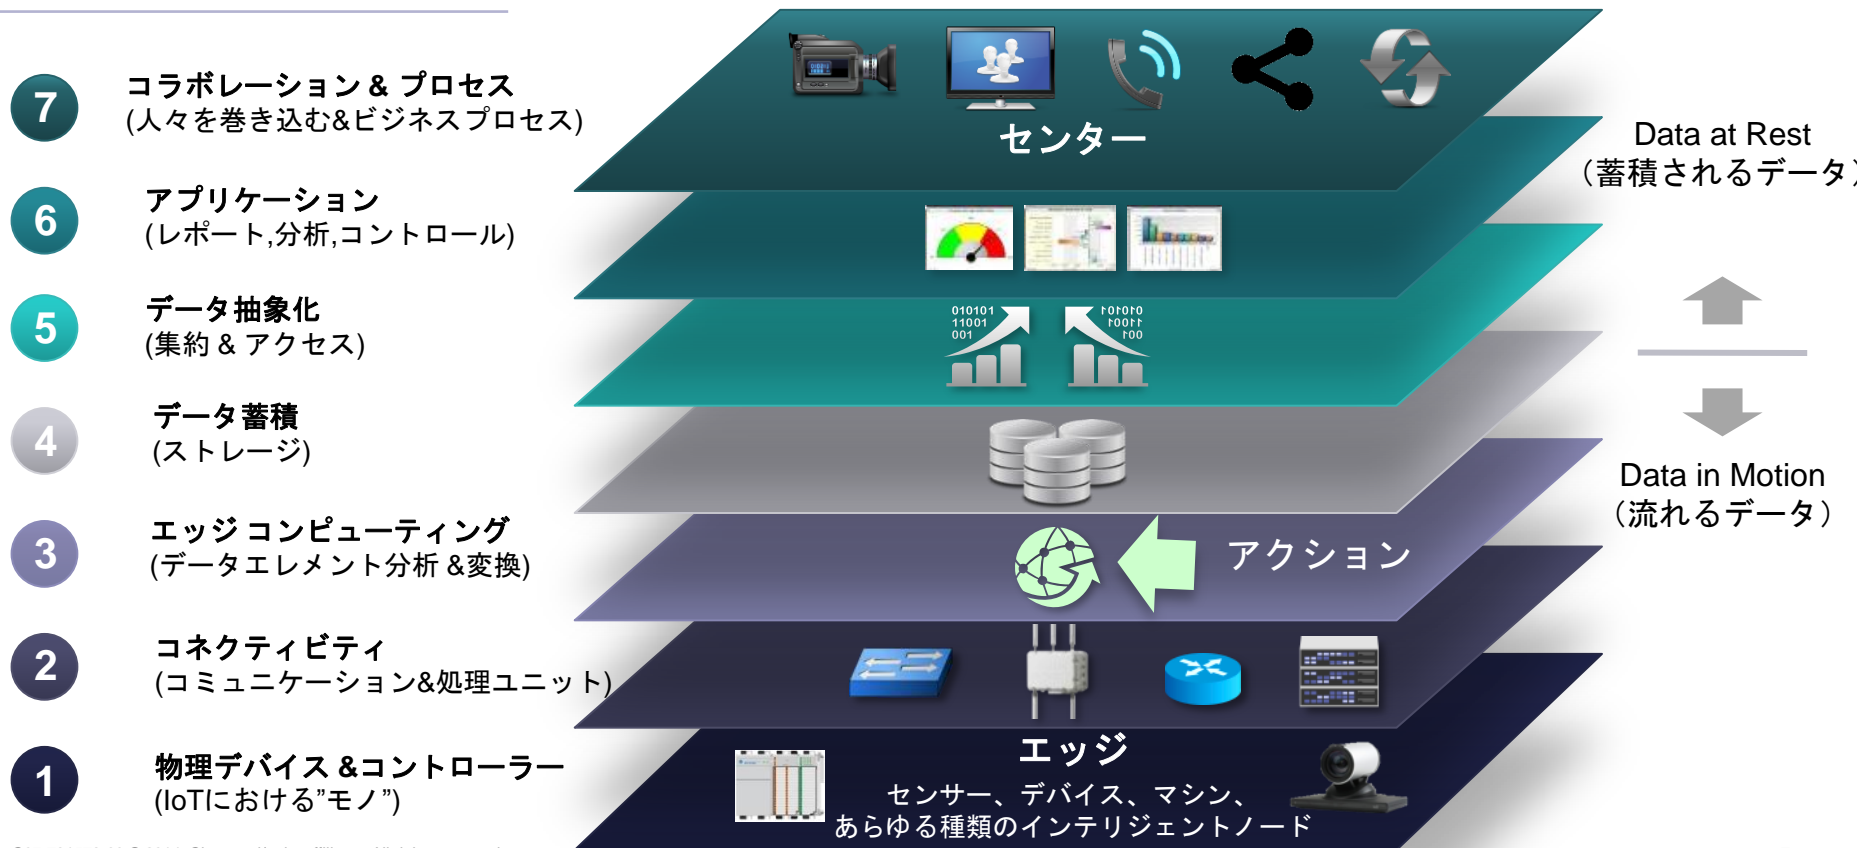 7
コラボレーション & プロセス
(人々を巻き込む&ビジネスプロセス)
6
アプリケーション
(レポート,分析,コントロール)
5
データ抽象化
(集約 & アクセス)
4
データ蓄積
(ストレージ)
3
エッジ コンピューティング
(データエレメント分析 &変換)
2
コネクティビティ
(コミュニケーション&処理ユニット)
1
物理デバイス &コントローラー
(IoTにおける”モノ”)
センター
010101
11001
001
アクション
エッジ
センサー、デバイス、マシン、
あらゆる種類のインテリジェントノード
Data at Rest
（蓄積されるデータ）
Data in Motion
（流れるデータ）